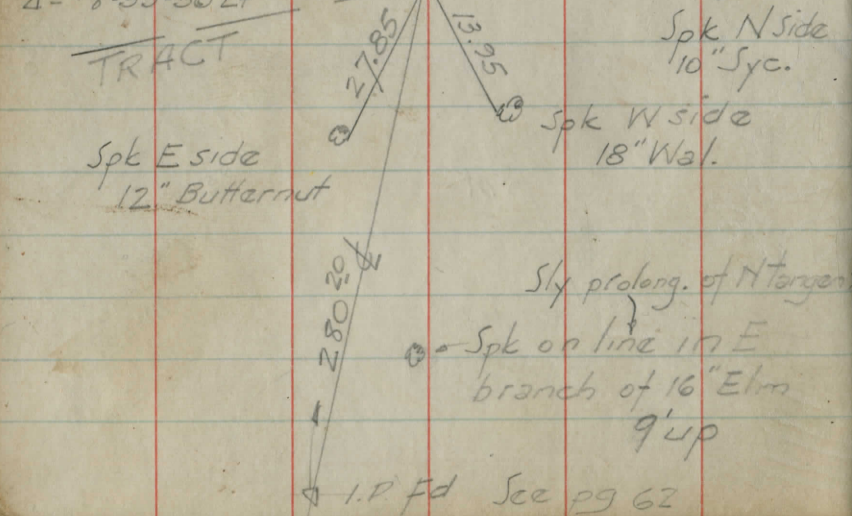 TRACT
27.85
13.95
Spk N side
10" Syc.
Spk W side
18" Wal.
Spk E side
12" Butternut
280.20
Sly prolong. of N Tangen
Spk on line in E
branch of 16" Elm
9' up
I.P Fd See pg 62